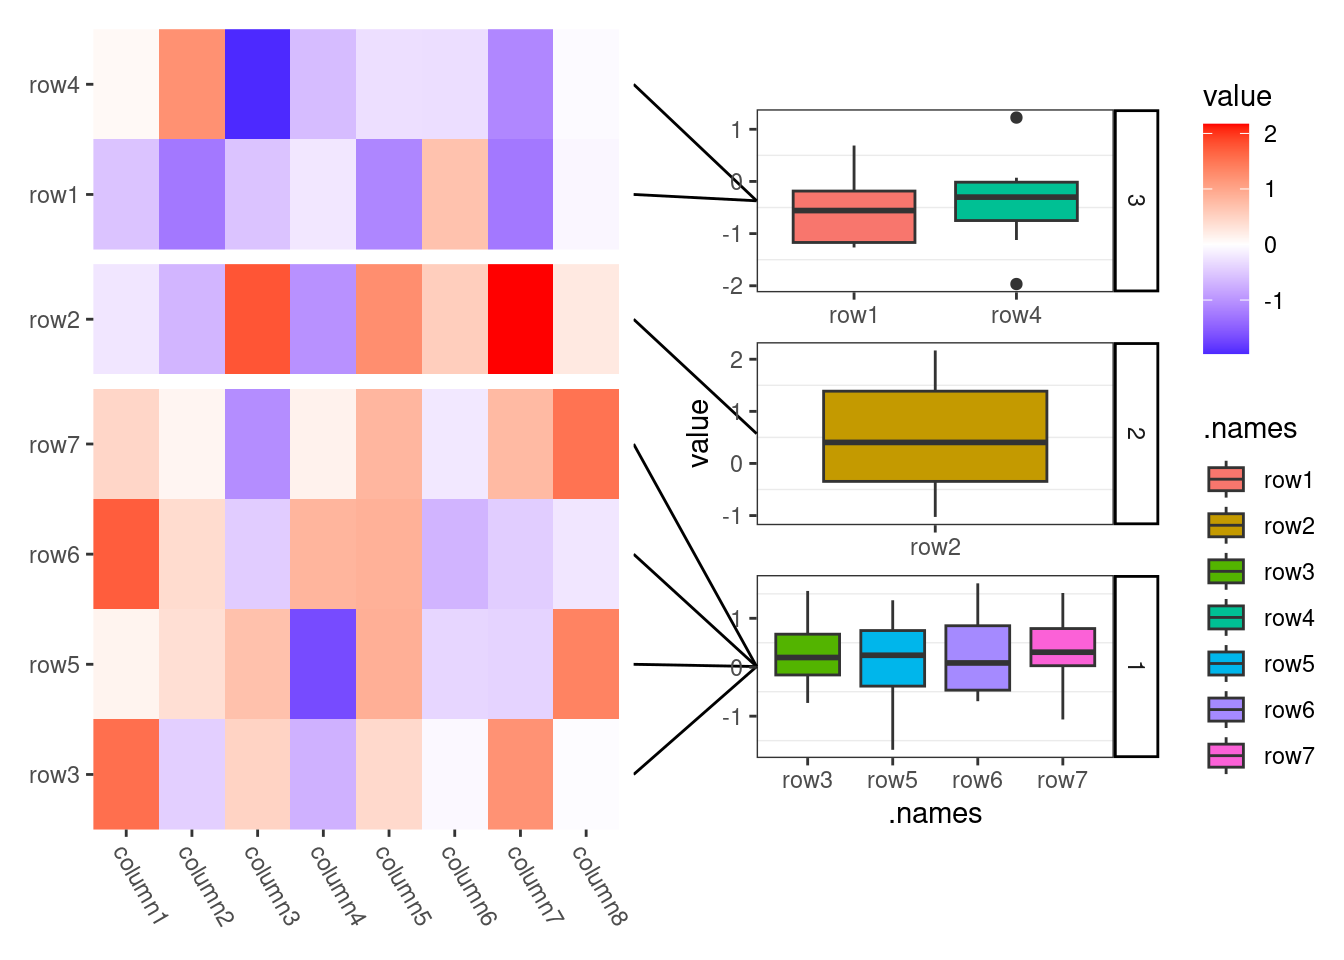 row4
row1
row2
row7
row6
row5
row3
column1
column2
column3
column4
column5
column6
column7
column8
value
1
0
-1
-2
row1
row4
3
2
1
0
-1
row2
2
1
0
-1
row3
row5
row6
row7
1
.names
value
2
1
0
-1
.names
row1
row2
row3
row4
row5
row6
row7